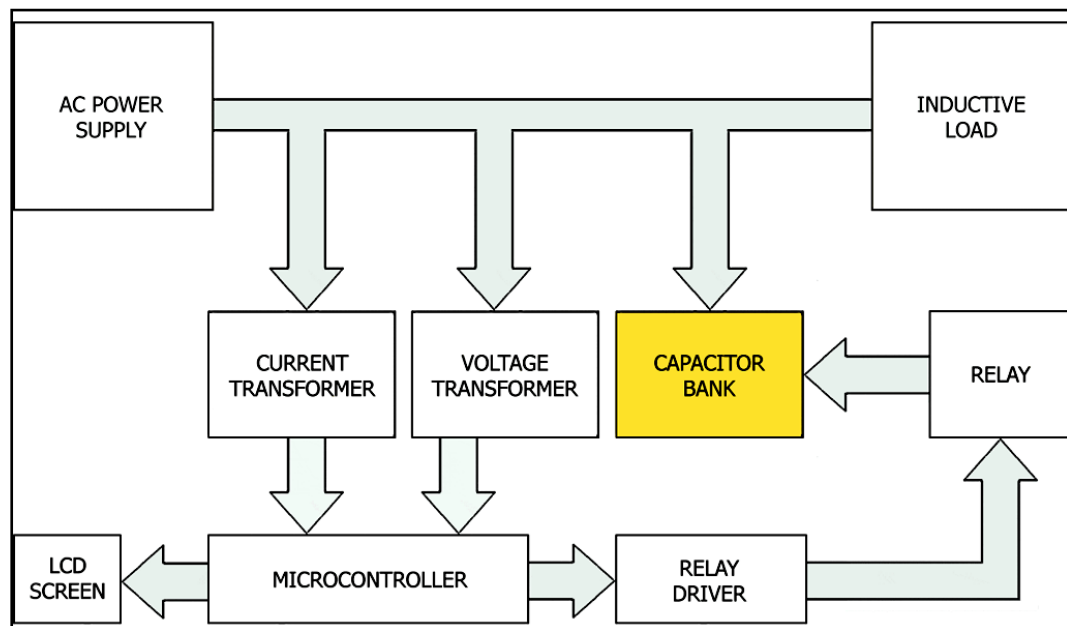 AC POWER
SUPPLY
INDUCTIVE
LOAD
CURRENT
TRANSFORMER
VOLTAGE
TRANSFORMER
CAPACITOR
BANK
RELAY
LCD
SCREEN
MICROCONTROLLER
RELAY
DRIVER